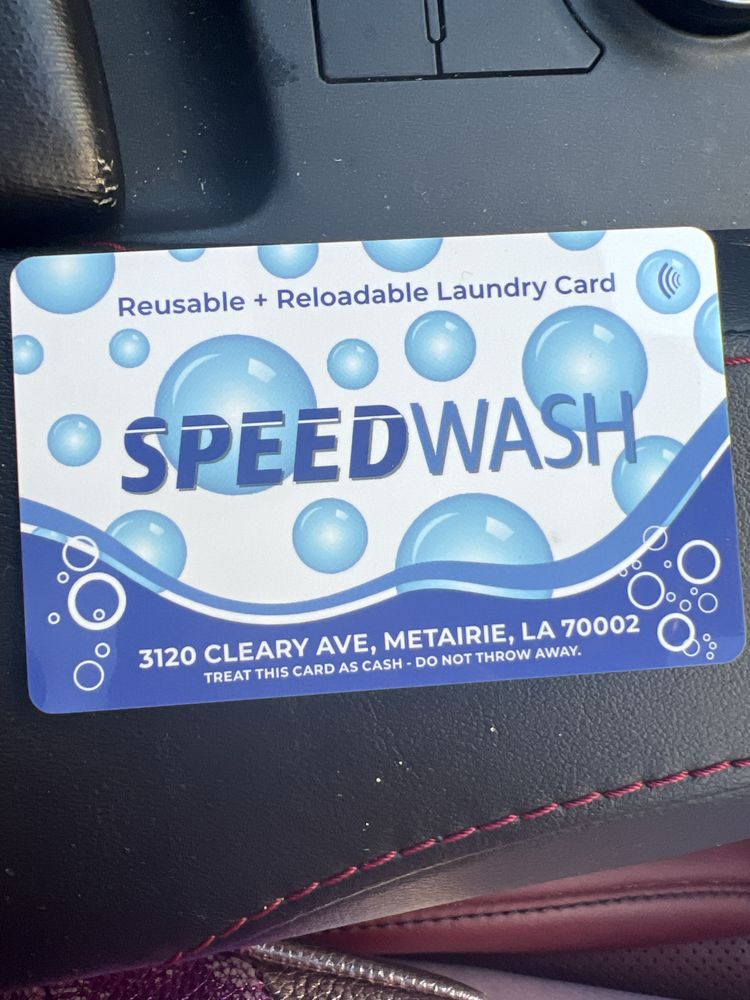 Reusable + Reloadable Laundry Card
SPEEDWASH
3120 CLEARY AVE, METAIRIE, LA 70002
TREAT THIS CARD AS CASH - DO NOT THROW AWAY.